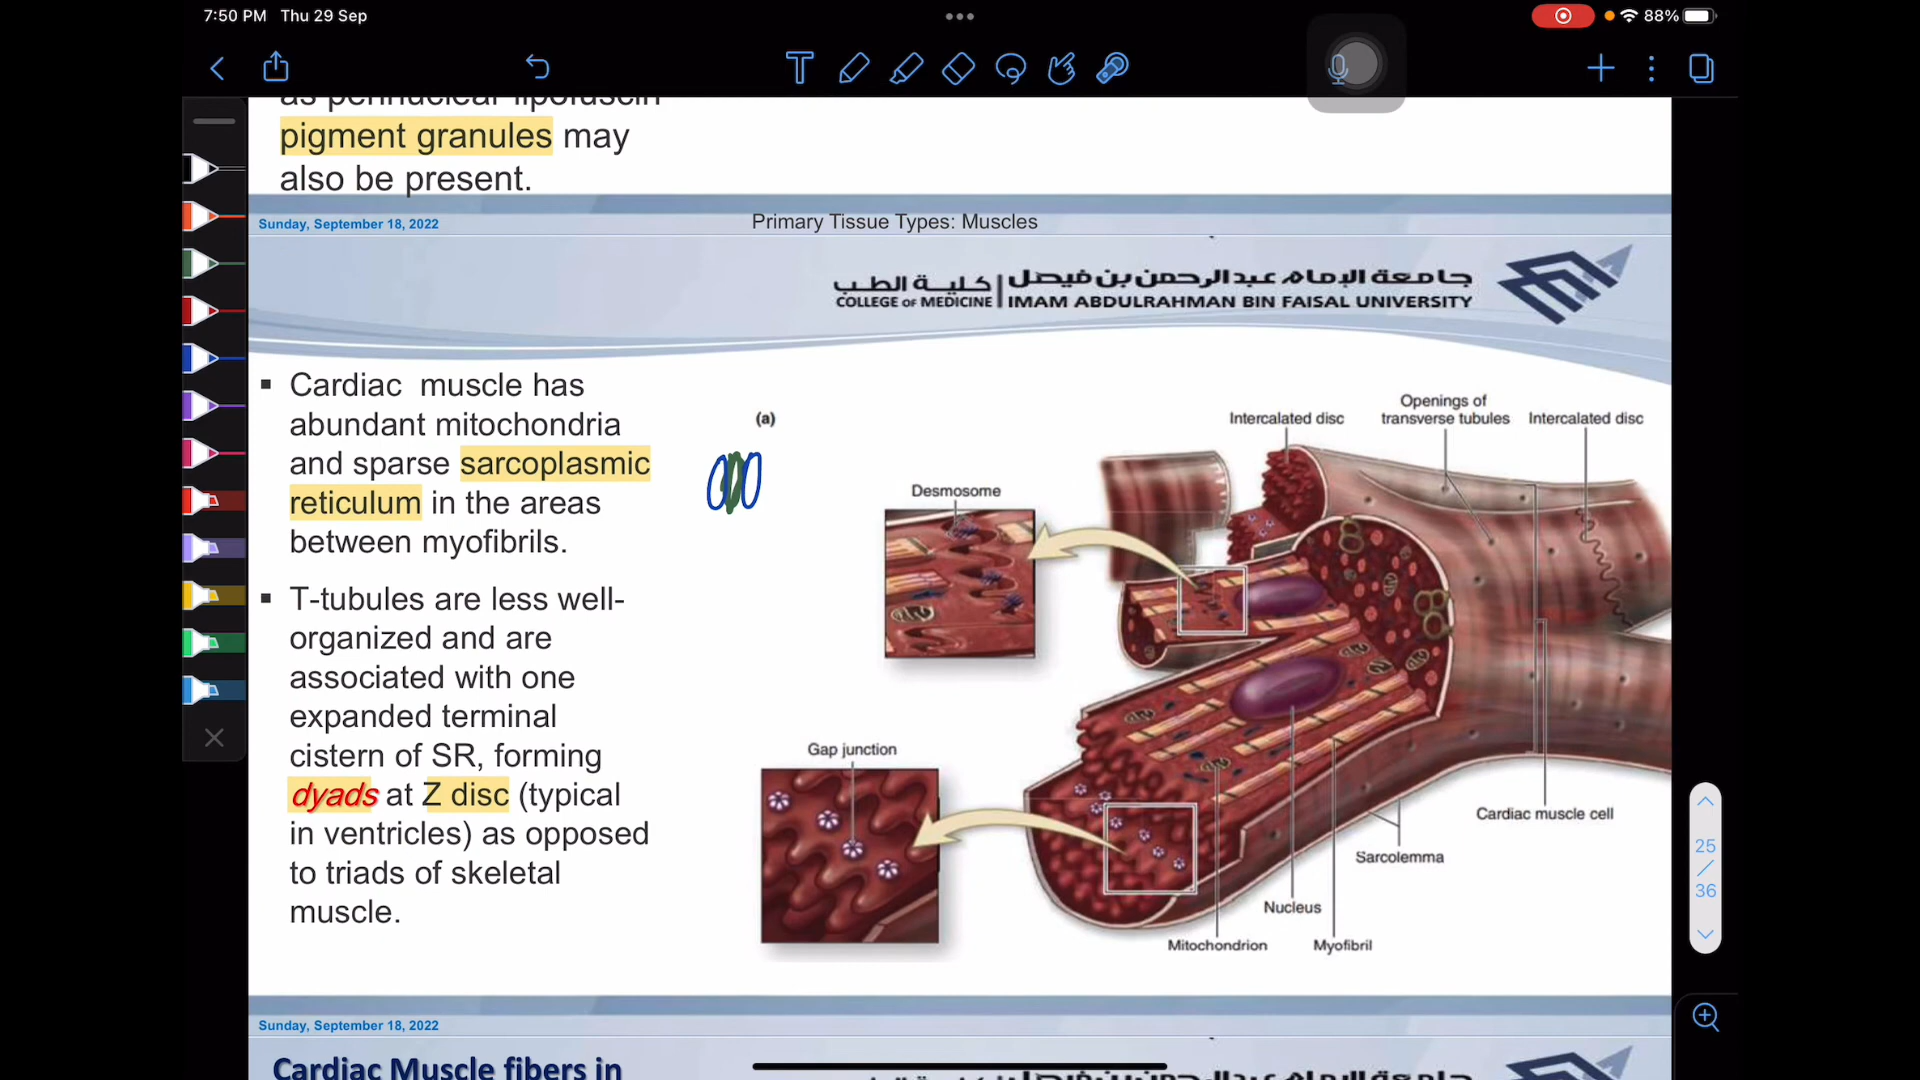 7:50 PM Thu 29 Sep
88%
as perinuclear lipofuscin
pigment granules may
also be present.
Sunday, September 18, 2022
Primary Tissue Types: Muscles
جامعة الإمام عبدالرحمن بن فيصل | كلية الطب
COLLEGE OF MEDICINE | IMAM ABDULRAHMAN BIN FAISAL UNIVERSITY
▪ Cardiac muscle has
abundant mitochondria
and sparse sarcoplasmic
reticulum in the areas
between myofibrils.
▪ T-tubules are less well-
organized and are
associated with one
expanded terminal
cistern of SR, forming
dyads at Z disc (typical
in ventricles) as opposed
to triads of skeletal
muscle.
(a)
Intercalated disc
Openings of
transverse tubules
Intercalated disc
Desmosome
Gap junction
Cardiac muscle cell
Sarcolemma
Nucleus
Mitochondrion
Myofibril
25
36
Sunday, September 18, 2022
Cardiac Muscle fibers in